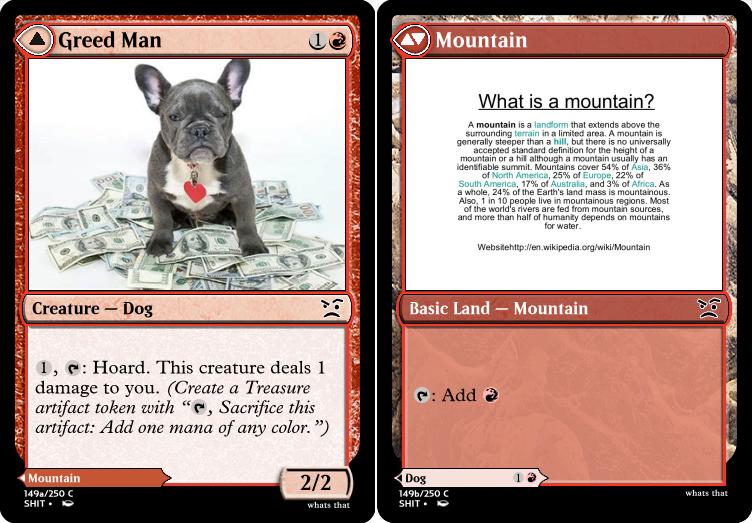 Greed Man
1
Creature — Dog
1, : Hoard. This creature deals 1
damage to you. (Create a Treasure
artifact token with “ , Sacrifice this
artifact: Add one mana of any color.”)
Mountain
2/2
149a/250 C
SHIT •
whats that
Mountain
What is a mountain?
A mountain is a landform that extends above the
surrounding terrain in a limited area. A mountain is
generally steeper than a hill, but there is no universally
accepted standard definition for the height of a
mountain or a hill although a mountain usually has an
identifiable summit. Mountains cover 54% of Asia, 36%
of North America, 25% of Europe, 22% of
South America, 17% of Australia, and 3% of Africa. As
a whole, 24% of the Earth's land mass is mountainous.
Also, 1 in 10 people live in mountainous regions. Most
of the world's rivers are fed from mountain sources,
and more than half of humanity depends on mountains
for water.
Websitehttp://en.wikipedia.org/wiki/Mountain
Basic Land — Mountain
: Add
Dog
1
149b/250 C
SHIT •
whats that